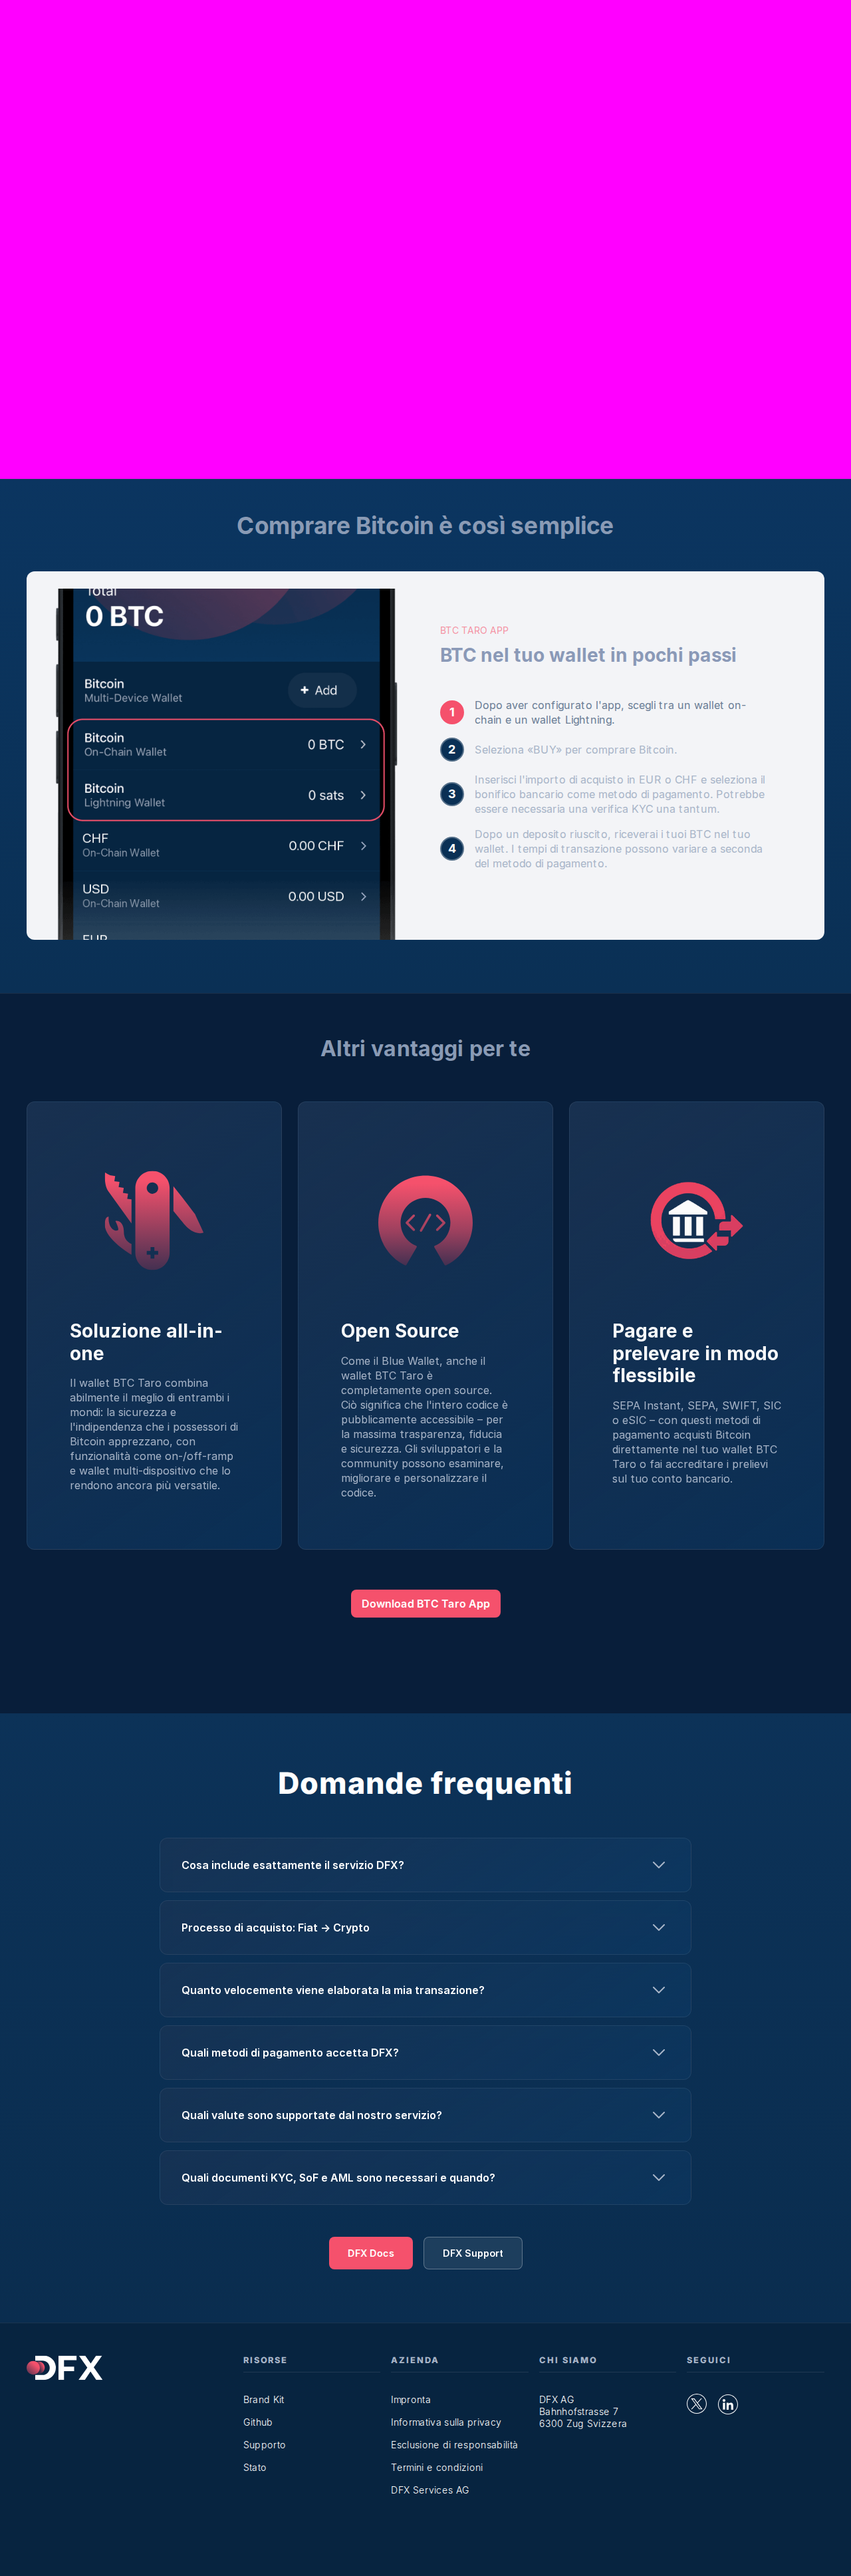 Comprare Bitcoin è così semplice
Total
0 BTC
Bitcoin
Multi-Device Wallet
+ Add
Bitcoin
On-Chain Wallet
0 BTC
Bitcoin
Lightning Wallet
0 sats
CHF
On-Chain Wallet
0.00 CHF
USD
On-Chain Wallet
0.00 USD
EUR
BTC TARO APP
BTC nel tuo wallet in pochi passi
1
Dopo aver configurato l'app, scegli tra un wallet on-
chain e un wallet Lightning.
2
Seleziona «BUY» per comprare Bitcoin.
3
Inserisci l'importo di acquisto in EUR o CHF e seleziona il
bonifico bancario come metodo di pagamento. Potrebbe
essere necessaria una verifica KYC una tantum.
4
Dopo un deposito riuscito, riceverai i tuoi BTC nel tuo
wallet. I tempi di transazione possono variare a seconda
del metodo di pagamento.
Altri vantaggi per te
Soluzione all-in-
one
Il wallet BTC Taro combina
abilmente il meglio di entrambi i
mondi: la sicurezza e
l'indipendenza che i possessori di
Bitcoin apprezzano, con
funzionalità come on-/off-ramp
e wallet multi-dispositivo che lo
rendono ancora più versatile.
Open Source
Come il Blue Wallet, anche il
wallet BTC Taro è
completamente open source.
Ciò significa che l'intero codice è
pubblicamente accessibile – per
la massima trasparenza, fiducia
e sicurezza. Gli sviluppatori e la
community possono esaminare,
migliorare e personalizzare il
codice.
Pagare e
prelevare in modo
flessibile
SEPA Instant, SEPA, SWIFT, SIC
o eSIC – con questi metodi di
pagamento acquisti Bitcoin
direttamente nel tuo wallet BTC
Taro o fai accreditare i prelievi
sul tuo conto bancario.
Download BTC Taro App
Domande frequenti
Cosa include esattamente il servizio DFX?
Processo di acquisto: Fiat → Crypto
Quanto velocemente viene elaborata la mia transazione?
Quali metodi di pagamento accetta DFX?
Quali valute sono supportate dal nostro servizio?
Quali documenti KYC, SoF e AML sono necessari e quando?
DFX Docs
DFX Support
DFX
RISORSE
Brand Kit
Github
Supporto
Stato
AZIENDA
Impronta
Informativa sulla privacy
Esclusione di responsabilità
Termini e condizioni
DFX Services AG
CHI SIAMO
DFX AG
Bahnhofstrasse 7
6300 Zug Svizzera
SEGUICI